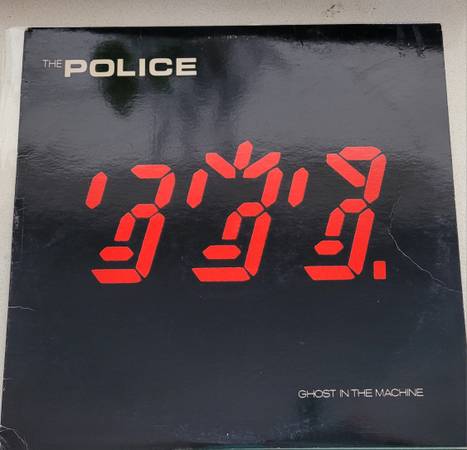 THE POLICE
GHOST IN THE MACHINE